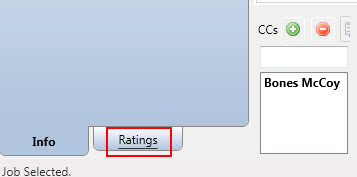 CCs
Bones McCoy
Info
Ratings
Job Selected.